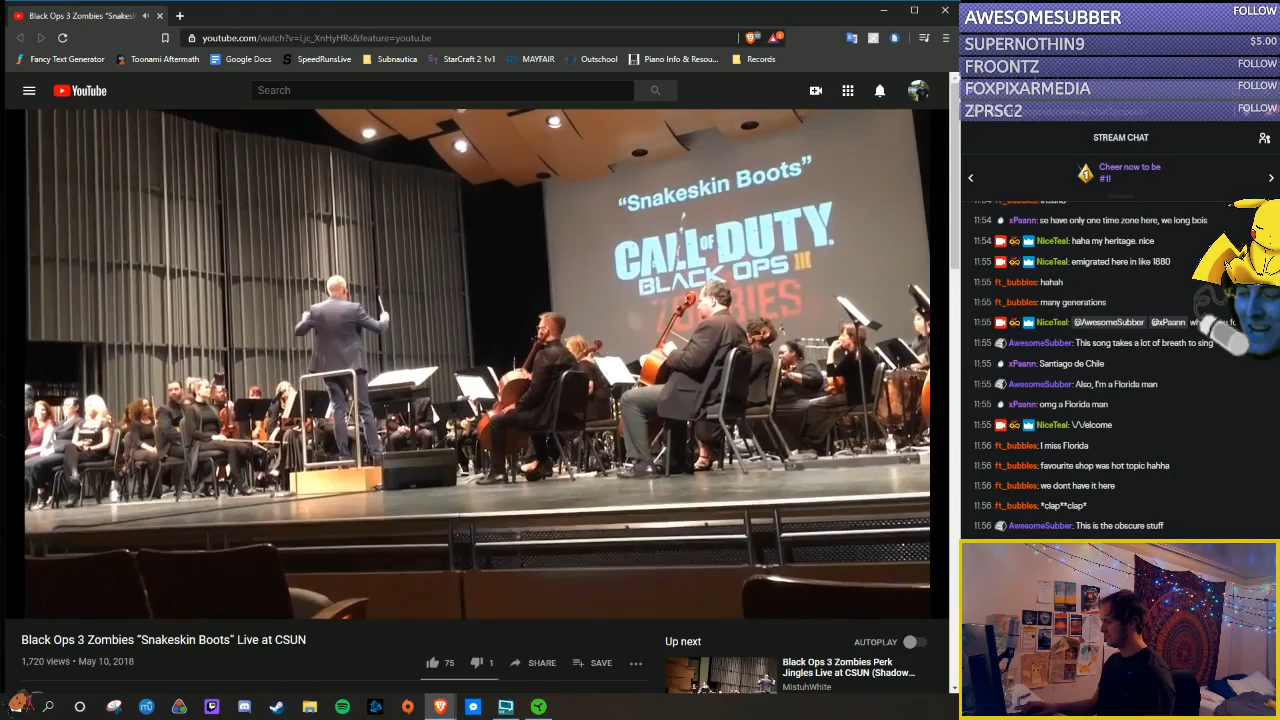 Black Ops 3 Zombies "Snakes
youtube.com/watch?v=Ljc_XnHyHRs&feature=youtu.be
Fancy Text Generator
Toonami Aftermath
Google Docs
SpeedRunsLive
Subnautica
StarCraft 2 1v1
MAYFAIR
Outschool
Piano Info & Resou...
Records
YouTube
Search
"Snakeskin Boots"
CALL OF DUTY
BLACK OPS III
ZOMBIES
Black Ops 3 Zombies "Snakeskin Boots" Live at CSUN
1,720 views • May 10, 2018
75
1
SHARE
SAVE
Up next
AUTOPLAY
Black Ops 3 Zombies Perk
Jingles Live at CSUN (Shadow...
MistuhWhite
AWESOMESUBBER FOLLOW
SUPERNOTHIN9 $5.00
FROONTZ FOLLOW
FOXPIXARMEDIA FOLLOW
ZPRSC2 FOLLOW
STREAM CHAT
Cheer now to be
#1!
11:54 ft_bubbles: Ireland
11:54 xPaann: se have only one time zone here, we long bois
11:54 NiceTeal: haha my heritage. nice
11:55 NiceTeal: emigrated here in like 1880
11:55 ft_bubbles: hahah
11:55 ft_bubbles: many generations
11:55 NiceTeal: @AwesomeSubber @xPaann
11:55 AwesomeSubber: This song takes a lot of breath to sing
11:55 xPaann: Santiago de Chile
11:55 AwesomeSubber: Also, I'm a Florida man
11:55 xPaann: omg a Florida man
11:55 NiceTeal: \/\/elcome
11:56 ft_bubbles: I miss Florida
11:56 ft_bubbles: favourite shop was hot topic hahha
11:56 ft_bubbles: we dont have it here
11:56 ft_bubbles: *clap**clap*
11:56 AwesomeSubber: This is the obscure stuff